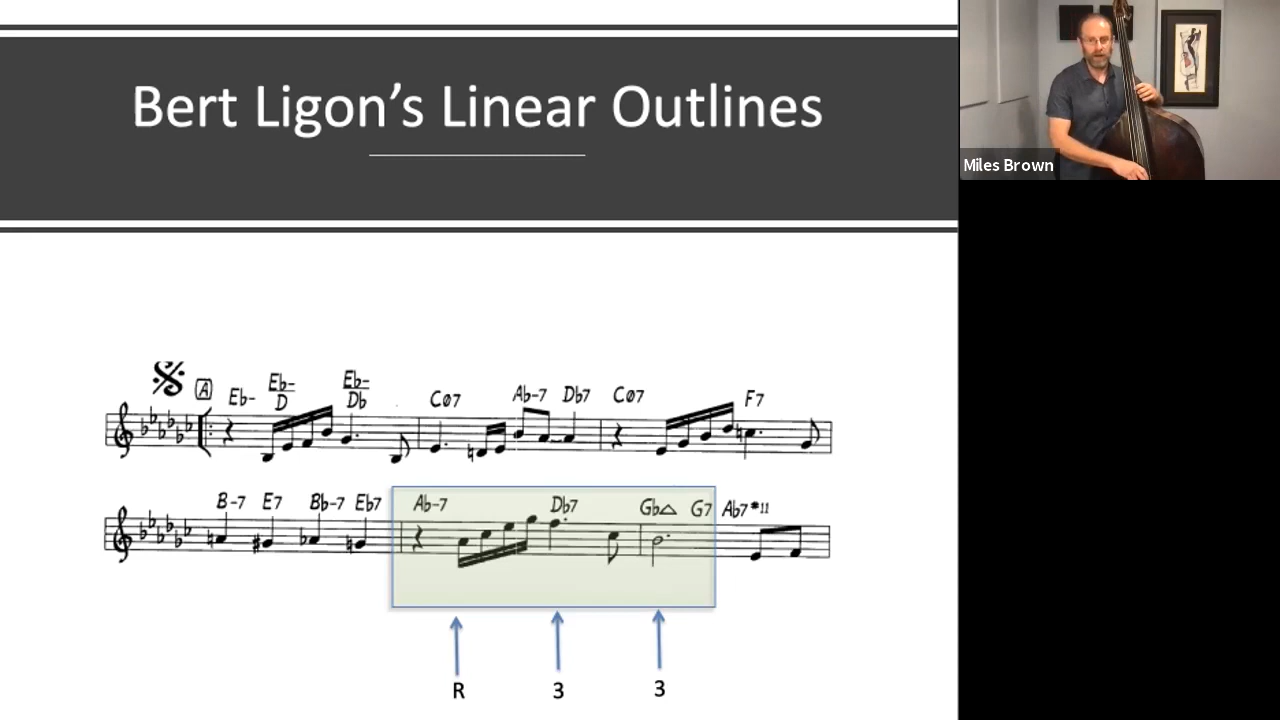 Bert Ligon’s Linear Outlines
Miles Brown
A Eb- Eb-/D Eb-/Db CØ7 Ab-7 Db7 CØ7 F7
B-7 E7 Bb-7 Eb7 Ab-7 Db7 Gb△ G7 Ab7#11
R 3 3